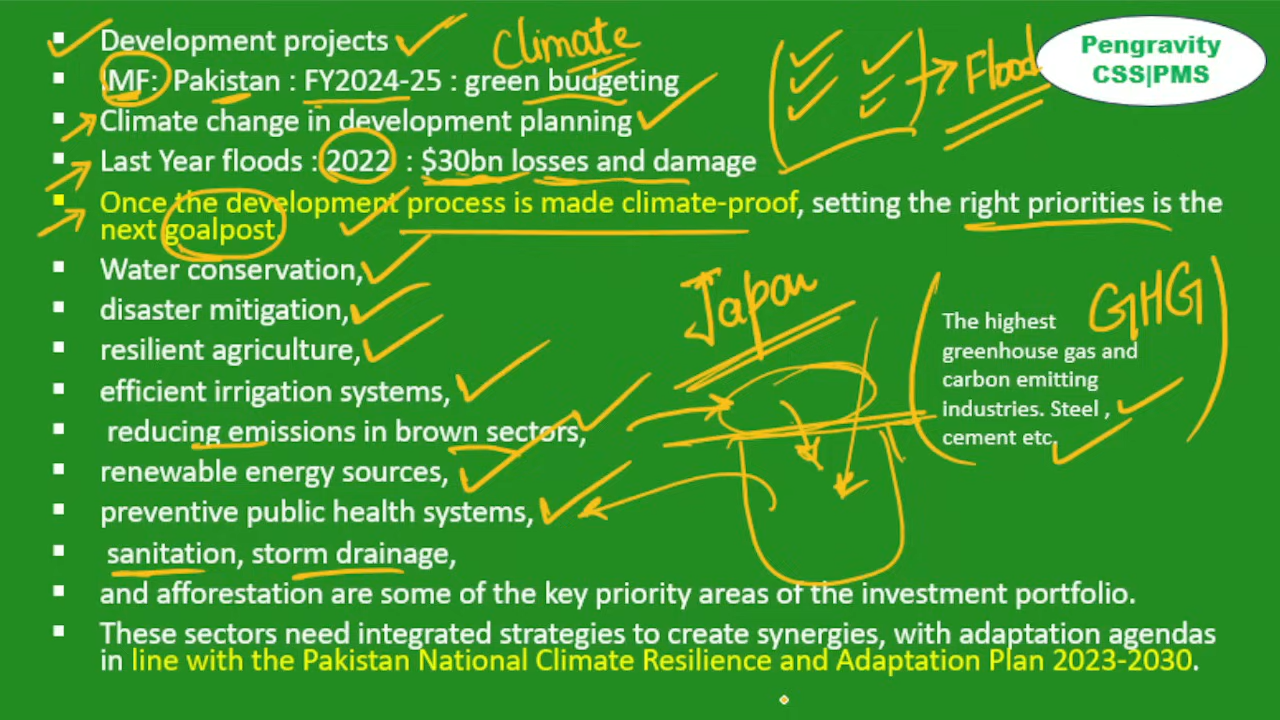 Development projects
Climate
Flood
Pengravity
CSS|PMS
IMF: Pakistan : FY2024-25 : green budgeting
Climate change in development planning
Last Year floods : 2022 : $30bn losses and damage
Once the development process is made climate-proof, setting the right priorities is the
next goalpost.
Water conservation,
disaster mitigation,
resilient agriculture,
efficient irrigation systems,
reducing emissions in brown sectors,
renewable energy sources,
preventive public health systems,
sanitation, storm drainage,
and afforestation are some of the key priority areas of the investment portfolio.
These sectors need integrated strategies to create synergies, with adaptation agendas
in line with the Pakistan National Climate Resilience and Adaptation Plan 2023-2030.
Japan
GHG
The highest
greenhouse gas and
carbon emitting
industries. Steel ,
cement etc.